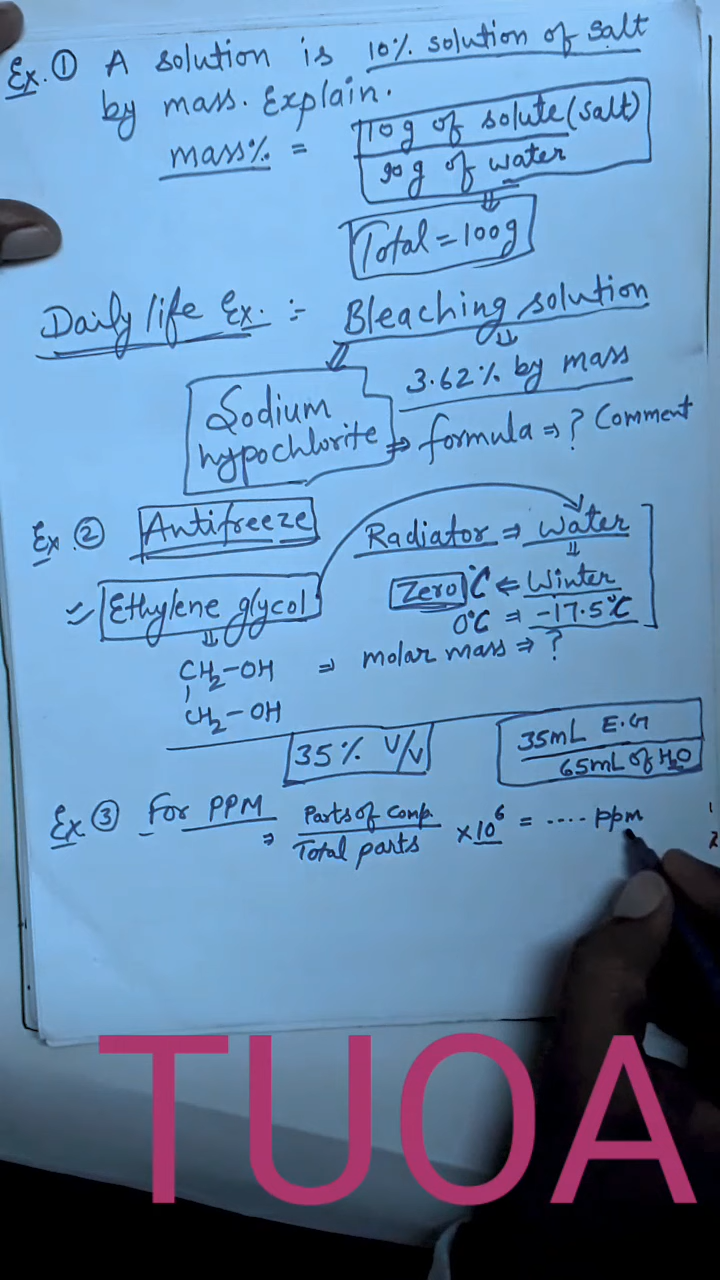 Ex. ① A solution is 10% solution of salt
by mass. Explain.
mass% = 10g of solute (salt)
90g of water
⇓
Total = 100g
Daily life Ex. :- Bleaching solution
⇓
3.62% by mass
Sodium
hypochlorite ⇒ formula ⇒ ? Comment
Ex. ② Antifreeze
Radiator ⇒ Water
⇓
Zero °C ⇐ Winter
0°C ⇒ -17.5°C
= Ethylene glycol
⇓
CH2-OH ⇒ molar mass ⇒ ?
CH2-OH
35% V/V
35mL E.G
65mL of H2O
Ex ③ For PPM
⇒ Parts of Comp. × 10⁶ = .... ppm
Total parts
TUOA